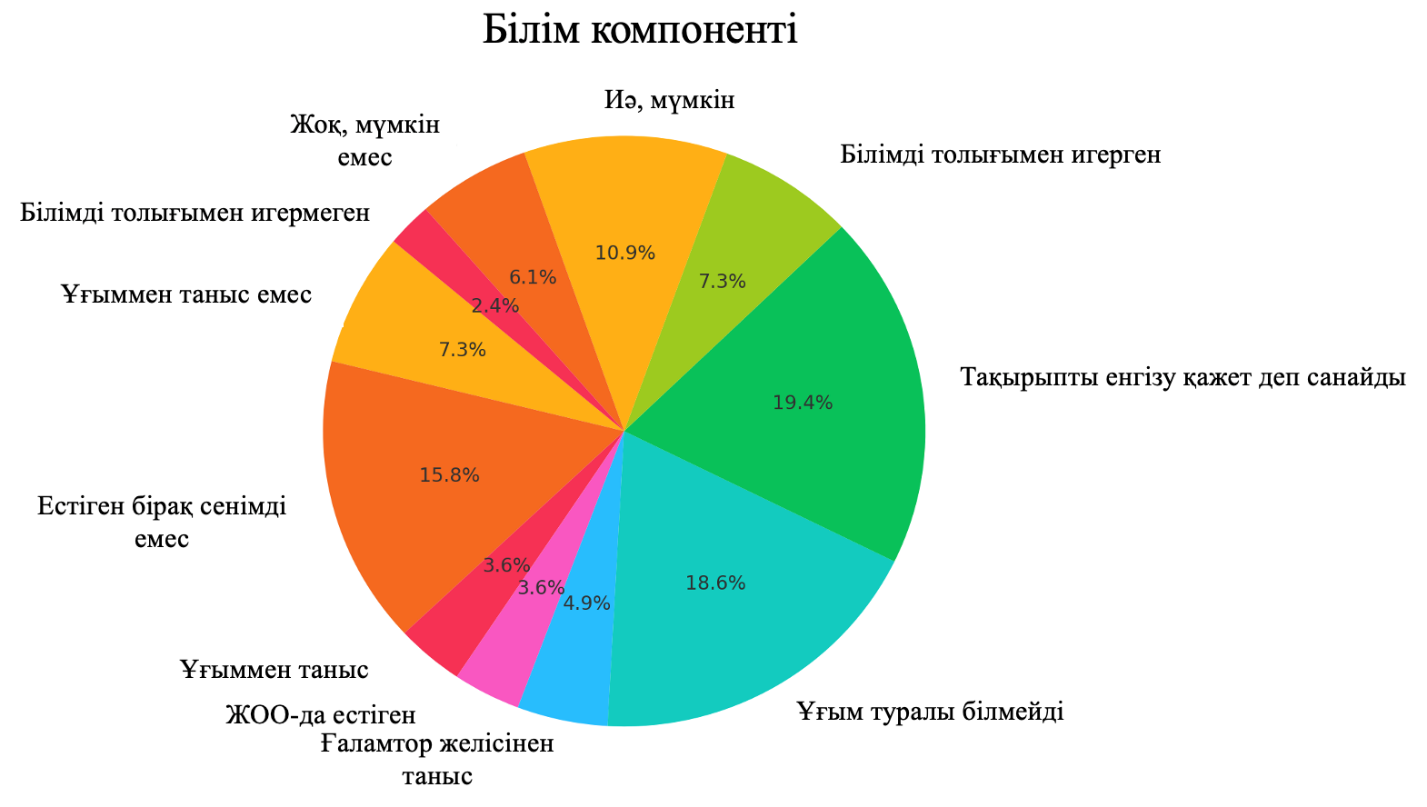 Білім компоненті
Иə, мүмкін
Жоқ, мүмкін
емес
Білімді толығымен игерген
Білімді толығымен игермеген
Ұғыммен таныс емес
10.9%
6.1%
7.3%
2.4%
7.3%
Тақырыпты енгізу қажет деп санайды
19.4%
15.8%
Естіген бірақ сенімді
емес
3.6%
3.6%
4.9%
18.6%
Ұғыммен таныс
ЖОО-да естіген
Ғаламтор желісінен
таныс
Ұғым туралы білмейді